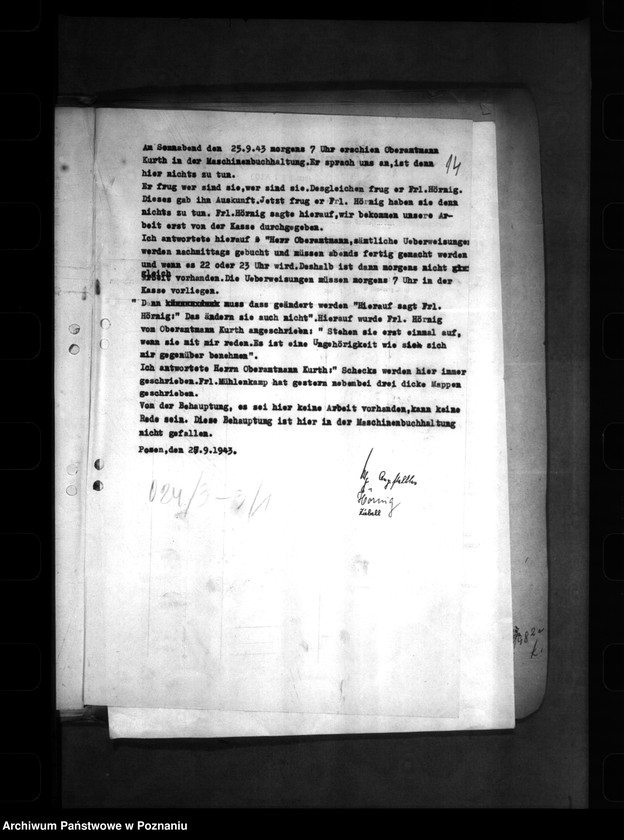 14
Am Sonnabend den 25.9.43 morgens 7 Uhr erschien Oberamtmann
Kurth in der Maschinenbuchhaltung.Er sprach uns an,ist denn
hier nichts zu tun.
Er frug wer sind sie,wer sind sie.Desgleichen frug er Frl.Hörnig.
Dieses gab ihm Auskunft.Jetzt frug er Frl. Hörnig haben sie denn
nichts zu tun. Frl.Hörnig sagte hierauf,wir bekommen unsere Ar-
beit erst von der Kasse durchgegeben.
Ich antwortete hierauf "Herr Oberamtmann,sämtliche Ueberweisungen
werden nachmittags gebucht und müssen abends fertig gemacht werden
und wenn es 22 oder 23 Uhr wird.Deshalb ist dann morgens nicht
gleich
Arbeit vorhanden.Die Ueberweisungen müssen morgens 7 Uhr in der
Kasse vorliegen.
" Dann muss dass geändert werden "Hierauf sagt Frl.
Hörnig:" Das ändern sie auch nicht".Hierauf wurde Frl. Hörnig
vom Oberamtmann Kurth angeschrieen: " Stehen sie erst einmal auf,
wenn sie mit mir reden.Es ist eine Ungehörigkeit wie sich
mir gegenüber benehmen".
Ich antwortete Herrn Oberamtmann Kurth:" Schecks werden hier immer
geschrieben.Frl.Mühlenkamp hat gestern nebenbei drei dicke Mappen
geschrieben.
Von der Behauptung, es sei hier keine Arbeit vorhanden,kann keine
Rede sein. Diese Behauptung ist hier in der Maschinenbuchhaltung
nicht gefallen.
Posen,den .9.1943.
Hörnig
Archiwum Państwowe w Poznaniu